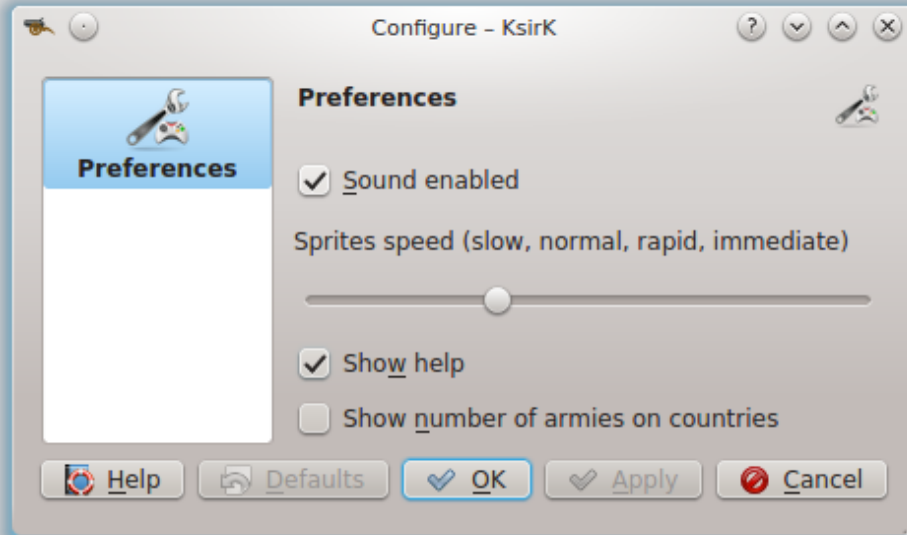 Configure – KsirK
Preferences
Preferences
Sound enabled
Sprites speed (slow, normal, rapid, immediate)
Show help
Show number of armies on countries
Help Defaults OK Apply Cancel